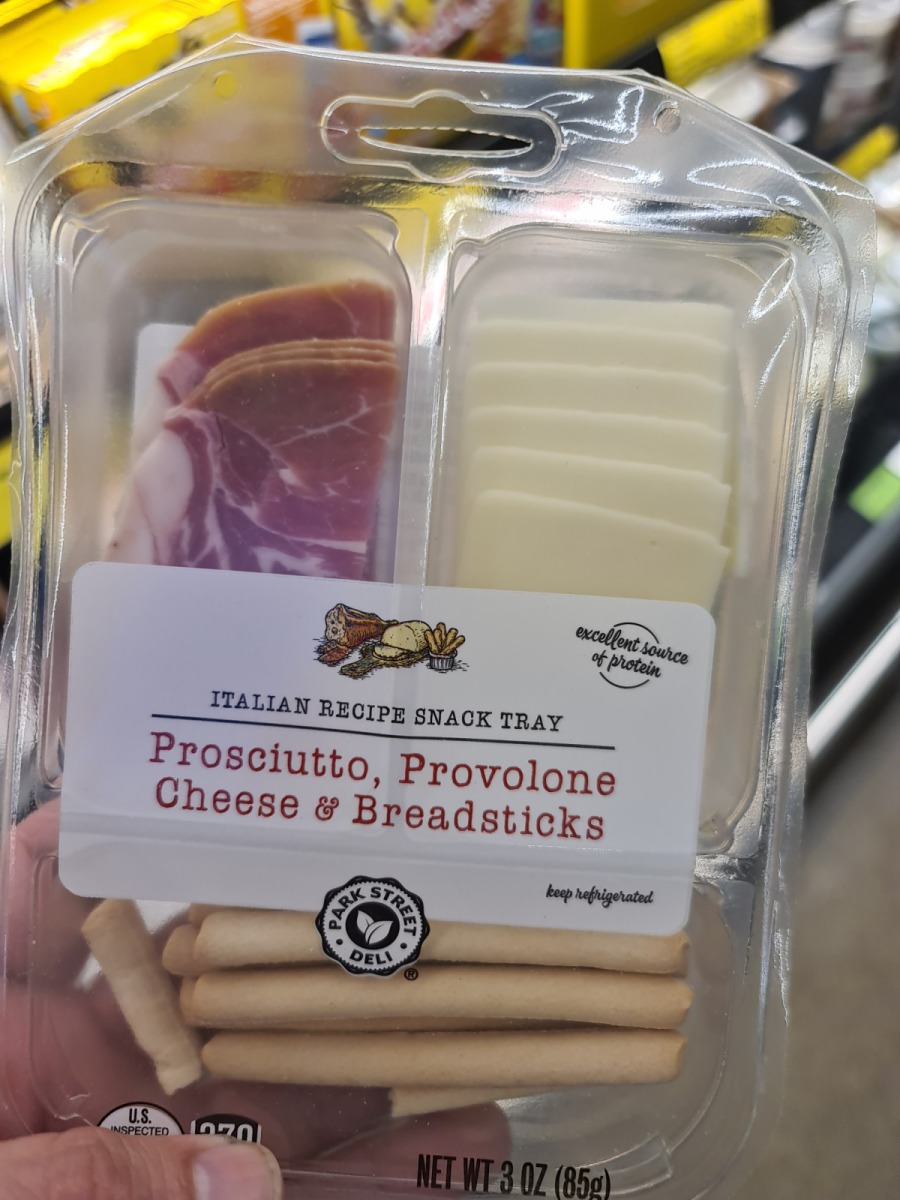 excellent source
of protein
ITALIAN RECIPE SNACK TRAY
Prosciutto, Provolone
Cheese & Breadsticks
keep refrigerated
PARK STREET
DELI
®
U.S.
INSPECTED
270
NET WT 3 OZ (85g)